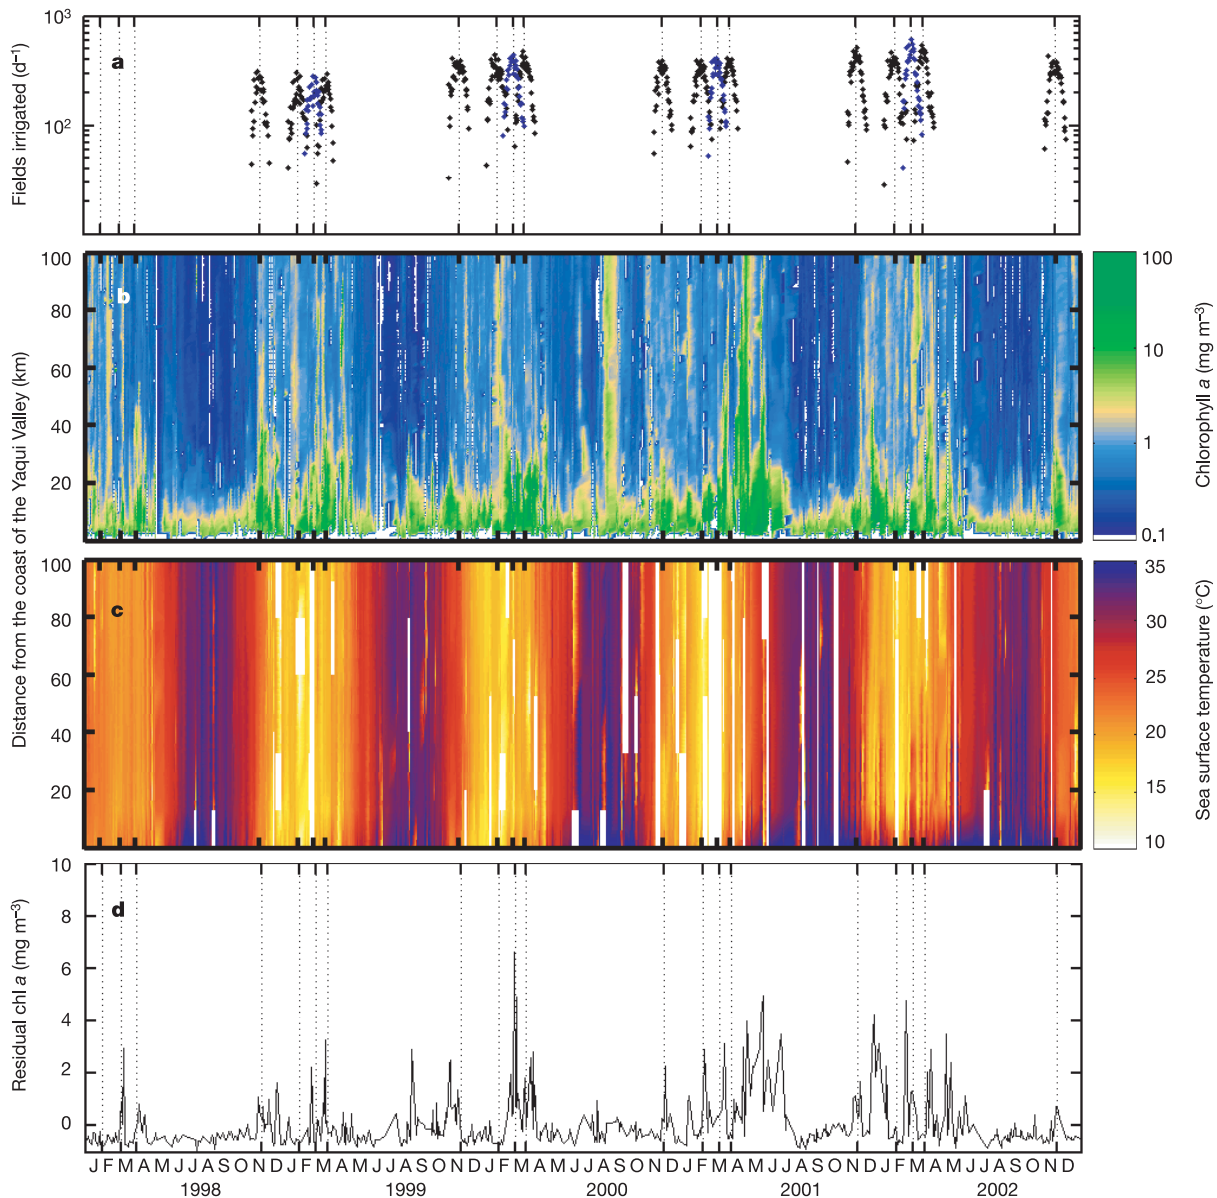 10³
10²
Fields irrigated (d⁻¹)
a
100
80
60
40
20
b
100
10
1
0.1
Chlorophyll a (mg m⁻³)
Distance from the coast of the Yaqui Valley (km)
100
80
60
40
20
c
35
30
25
20
15
10
Sea surface temperature (°C)
10
8
6
4
2
0
Residual chl a (mg m⁻³)
d
J F M A M J J A S O N D J F M A M J J A S O N D J F M A M J J A S O N D J F M A M J J A S O N D J F M A M J J A S O N D
1998 1999 2000 2001 2002